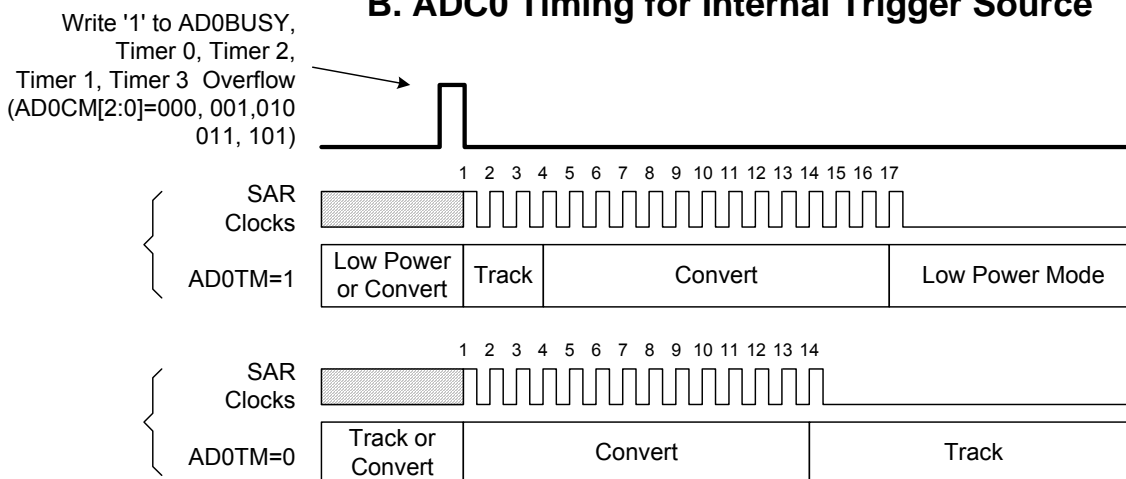 B. ADC0 Timing for Internal Trigger Source
Write '1' to AD0BUSY,
Timer 0, Timer 2,
Timer 1, Timer 3 Overflow
(AD0CM[2:0]=000, 001,010
011, 101)
1 2 3 4 5 6 7 8 9 10 11 12 13 14 15 16 17
SAR
Clocks
AD0TM=1
Low Power
or Convert
Track
Convert
Low Power Mode
1 2 3 4 5 6 7 8 9 10 11 12 13 14
SAR
Clocks
AD0TM=0
Track or
Convert
Convert
Track